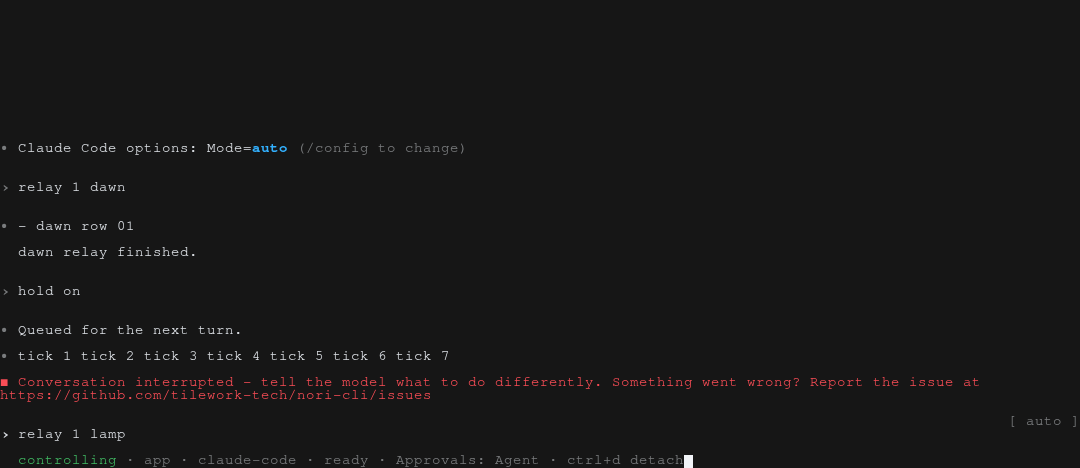 • Claude Code options: Mode=auto (/config to change)
› relay 1 dawn
• - dawn row 01
dawn relay finished.
› hold on
• Queued for the next turn.
• tick 1 tick 2 tick 3 tick 4 tick 5 tick 6 tick 7
■ Conversation interrupted - tell the model what to do differently. Something went wrong? Report the issue at
https://github.com/tilework-tech/nori-cli/issues
[ auto ]
› relay 1 lamp
controlling · app · claude-code · ready · Approvals: Agent · ctrl+d detach